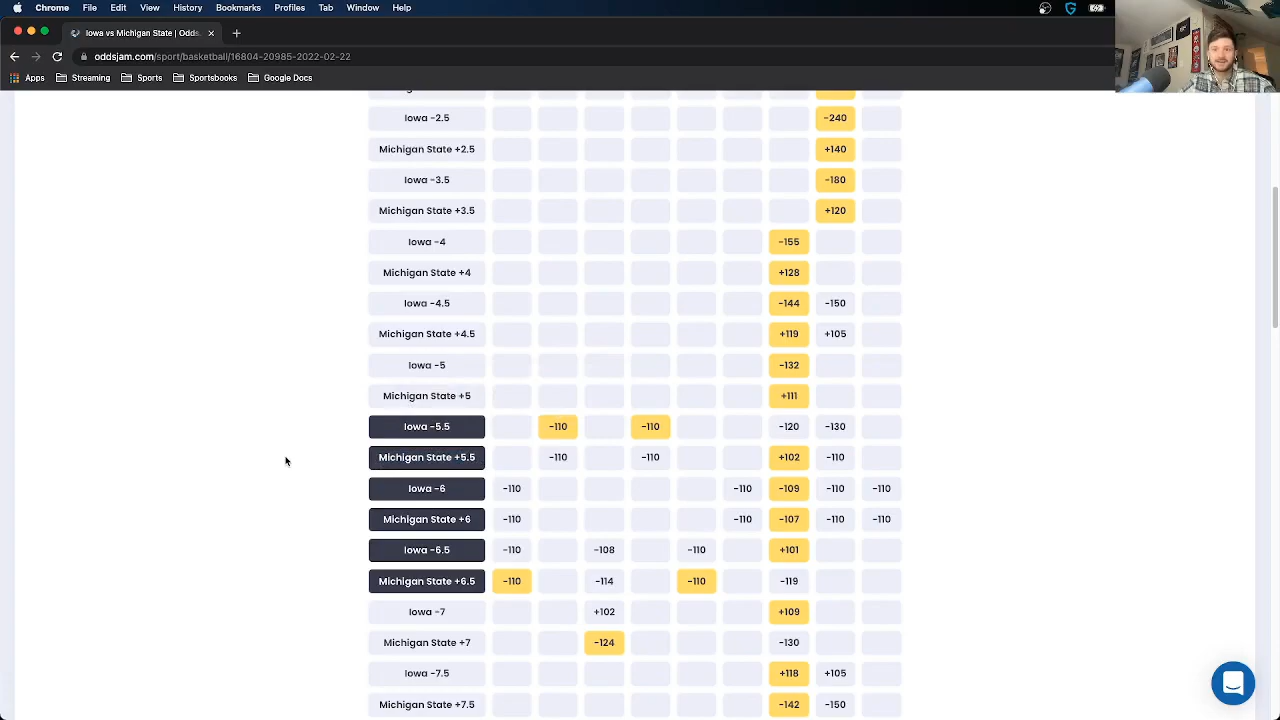 Chrome File Edit View History Bookmarks Profiles Tab Window Help
Iowa vs Michigan State | Odds
oddsjam.com/sport/basketball/16804-20985-2022-02-22
Apps Streaming Sports Sportsbooks Google Docs
Iowa -2.5 -240
Michigan State +2.5 +140
Iowa -3.5 -180
Michigan State +3.5 +120
Iowa -4 -155
Michigan State +4 +128
Iowa -4.5 -144 -150
Michigan State +4.5 +119 +105
Iowa -5 -132
Michigan State +5 +111
Iowa -5.5 -110 -110 -120 -130
Michigan State +5.5 -110 -110 +102 -110
Iowa -6 -110 -110 -109 -110 -110
Michigan State +6 -110 -110 -107 -110 -110
Iowa -6.5 -110 -108 -110 +101
Michigan State +6.5 -110 -114 -110 -119
Iowa -7 +102 +109
Michigan State +7 -124 -130
Iowa -7.5 +118 +105
Michigan State +7.5 -142 -150